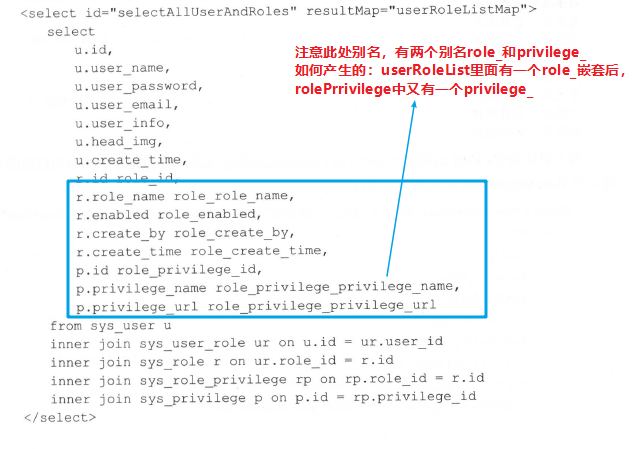 <select id="selectAllUserAndRoles" resultMap="userRoleListMap">
select
u.id,
u.user_name,
u.user_password,
u.user_email,
u.user_info,
u.head_img,
u.create_time,
r.id role_id,
r.role_name role_role_name,
r.enabled role_enabled,
r.create_by role_create_by,
r.create_time role_create_time,
p.id role_privilege_id,
p.privilege_name role_privilege_privilege_name,
p.privilege_url role_privilege_privilege_url
from sys_user u
inner join sys_user_role ur on u.id = ur.user_id
inner join sys_role r on ur.role_id = r.id
inner join sys_role_privilege rp on rp.role_id = r.id
inner join sys_privilege p on p.id = rp.privilege_id
</select>
注意此处别名，有两个别名role_和privilege_
如何产生的：userRoleList里面有一个role_嵌套后，
rolePrrivilege中又有一个privilege_